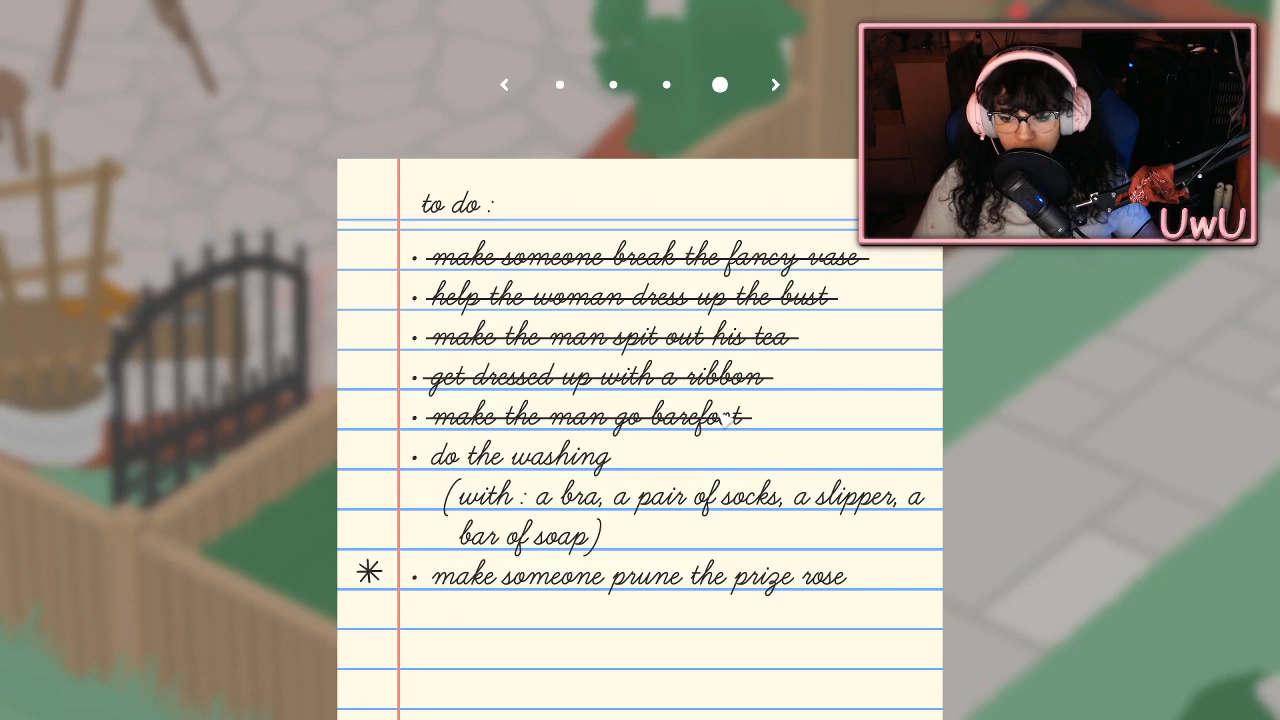 to do :
• make someone break the fancy vase
• help the woman dress up the bust
• make the man spit out his tea
• get dressed up with a ribbon
• make the man go barefoot
• do the washing
(with : a bra, a pair of socks, a slipper, a
bar of soap)
• make someone prune the prize rose
UwU